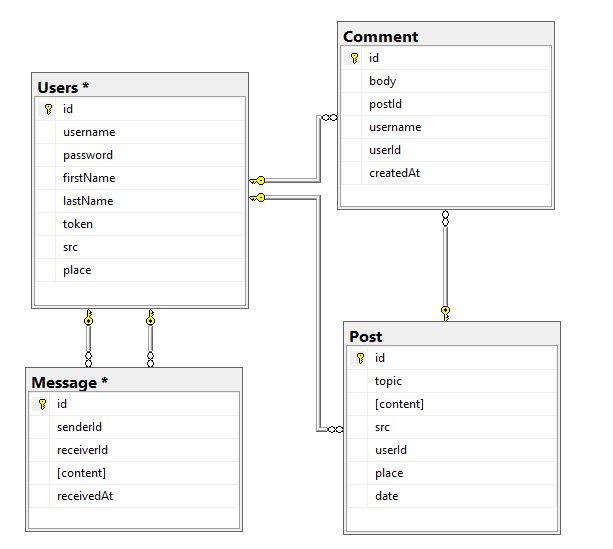 Users *
id
username
password
firstName
lastName
token
src
place
Comment
id
body
postId
username
userId
createdAt
Message *
id
senderId
receiverId
[content]
receivedAt
Post
id
topic
[content]
src
userId
place
date